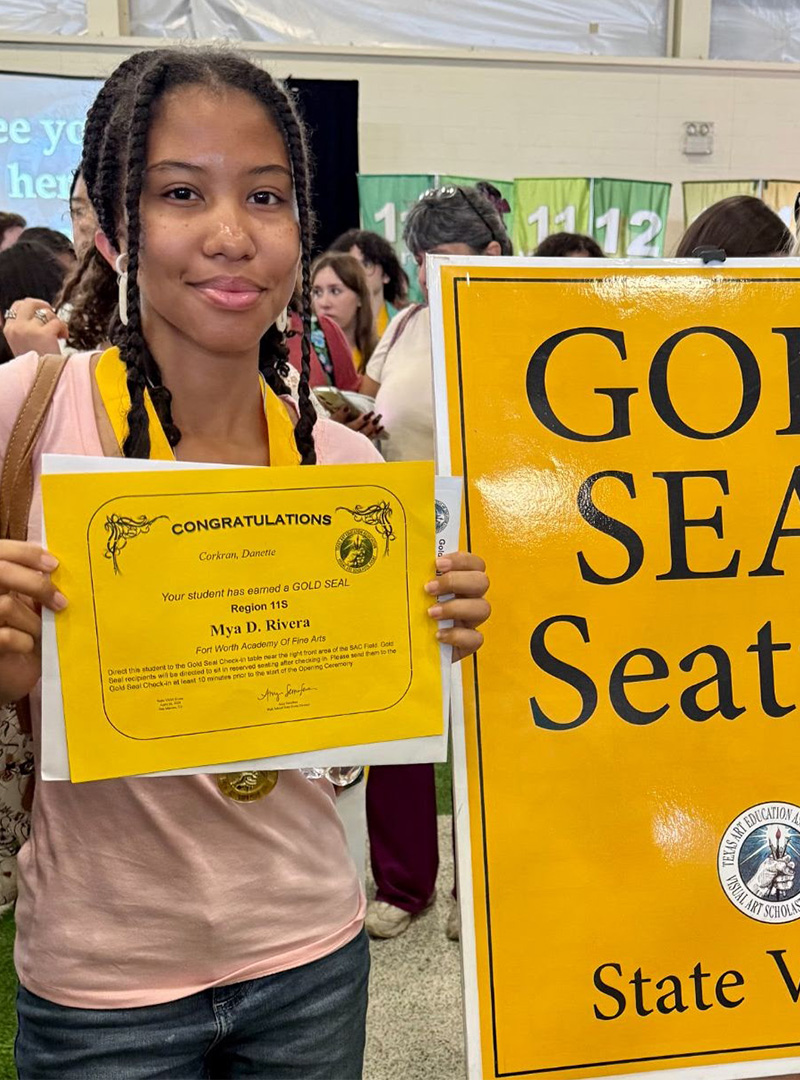 ee yo
her
11
11
12
1
CONGRATULATIONS
Corkran, Danette
Your student has earned a GOLD SEAL
Region 11S
Mya D. Rivera
Fort Worth Academy Of Fine Arts
Direct this student to the Gold Seal Check-in table near the right front area of the SAC Field. Gold
Seal recipients will be directed to sit in reserved seating after checking in. Please send them to the
Gold Seal Check-in at least 10 minutes prior to the start of the Opening Ceremony.
Gold
GOL
SEA
Seat
TEXAS ART EDUCATION A
VISUAL ART SCHOLAS
State V